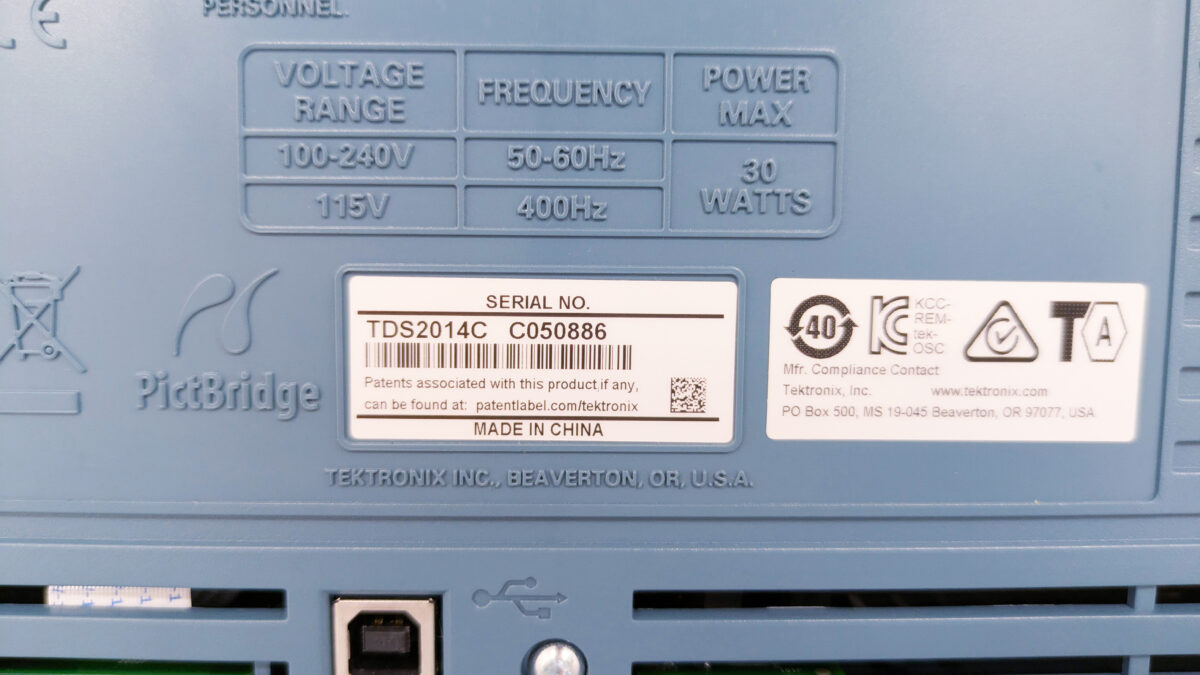 PERSONNEL.
CE
VOLTAGE RANGE
FREQUENCY
POWER MAX
100-240V
50-60Hz
30 WATTS
115V
400Hz
PictBridge
SERIAL NO.
TDS2014C C050886
Patents associated with this product,if any,
can be found at: patentlabel.com/tektronix
MADE IN CHINA
40
KC
KCC-
REM-
tek-
OSC
TA
Mfr. Compliance Contact
Tektronix, Inc. www.tektronix.com
PO Box 500, MS 19-045 Beaverton, OR 97077, USA
TEKTRONIX INC., BEAVERTON, OR, U.S.A.